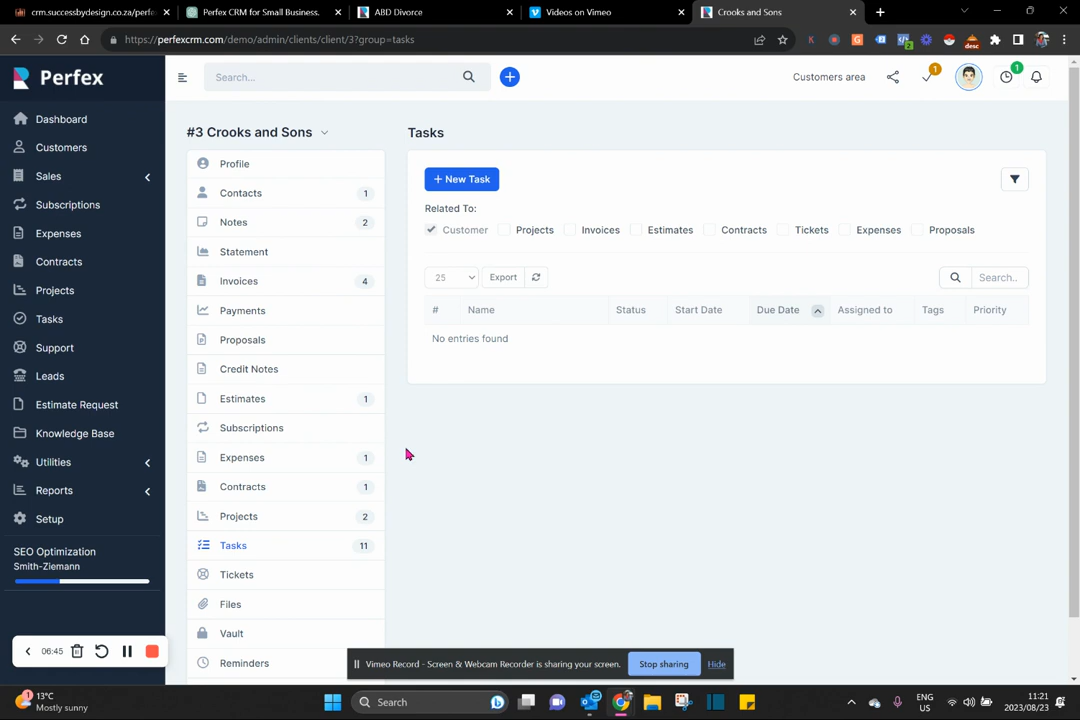 crm.successbydesign.co.za/perfe
Perfex CRM for Small Business.
ABD Divorce
Videos on Vimeo
Crooks and Sons
https://perfexcrm.com/demo/admin/clients/client/3?group=tasks
Perfex
Search...
Customers area
1
1
Dashboard
Customers
Sales
Subscriptions
Expenses
Contracts
Projects
Tasks
Support
Leads
Estimate Request
Knowledge Base
Utilities
Reports
Setup
SEO Optimization
Smith-Ziemann
#3 Crooks and Sons
Profile
Contacts 1
Notes 2
Statement
Invoices 4
Payments
Proposals
Credit Notes
Estimates 1
Subscriptions
Expenses 1
Contracts 1
Projects 2
Tasks 11
Tickets
Files
Vault
Reminders
Tasks
+ New Task
Related To:
Customer Projects Invoices Estimates Contracts Tickets Expenses Proposals
25 Export Search..
# Name Status Start Date Due Date Assigned to Tags Priority
No entries found
06:45
Vimeo Record - Screen & Webcam Recorder is sharing your screen. Stop sharing Hide
13°C
Mostly sunny
Search
ENG
US
11:21
2023/08/23